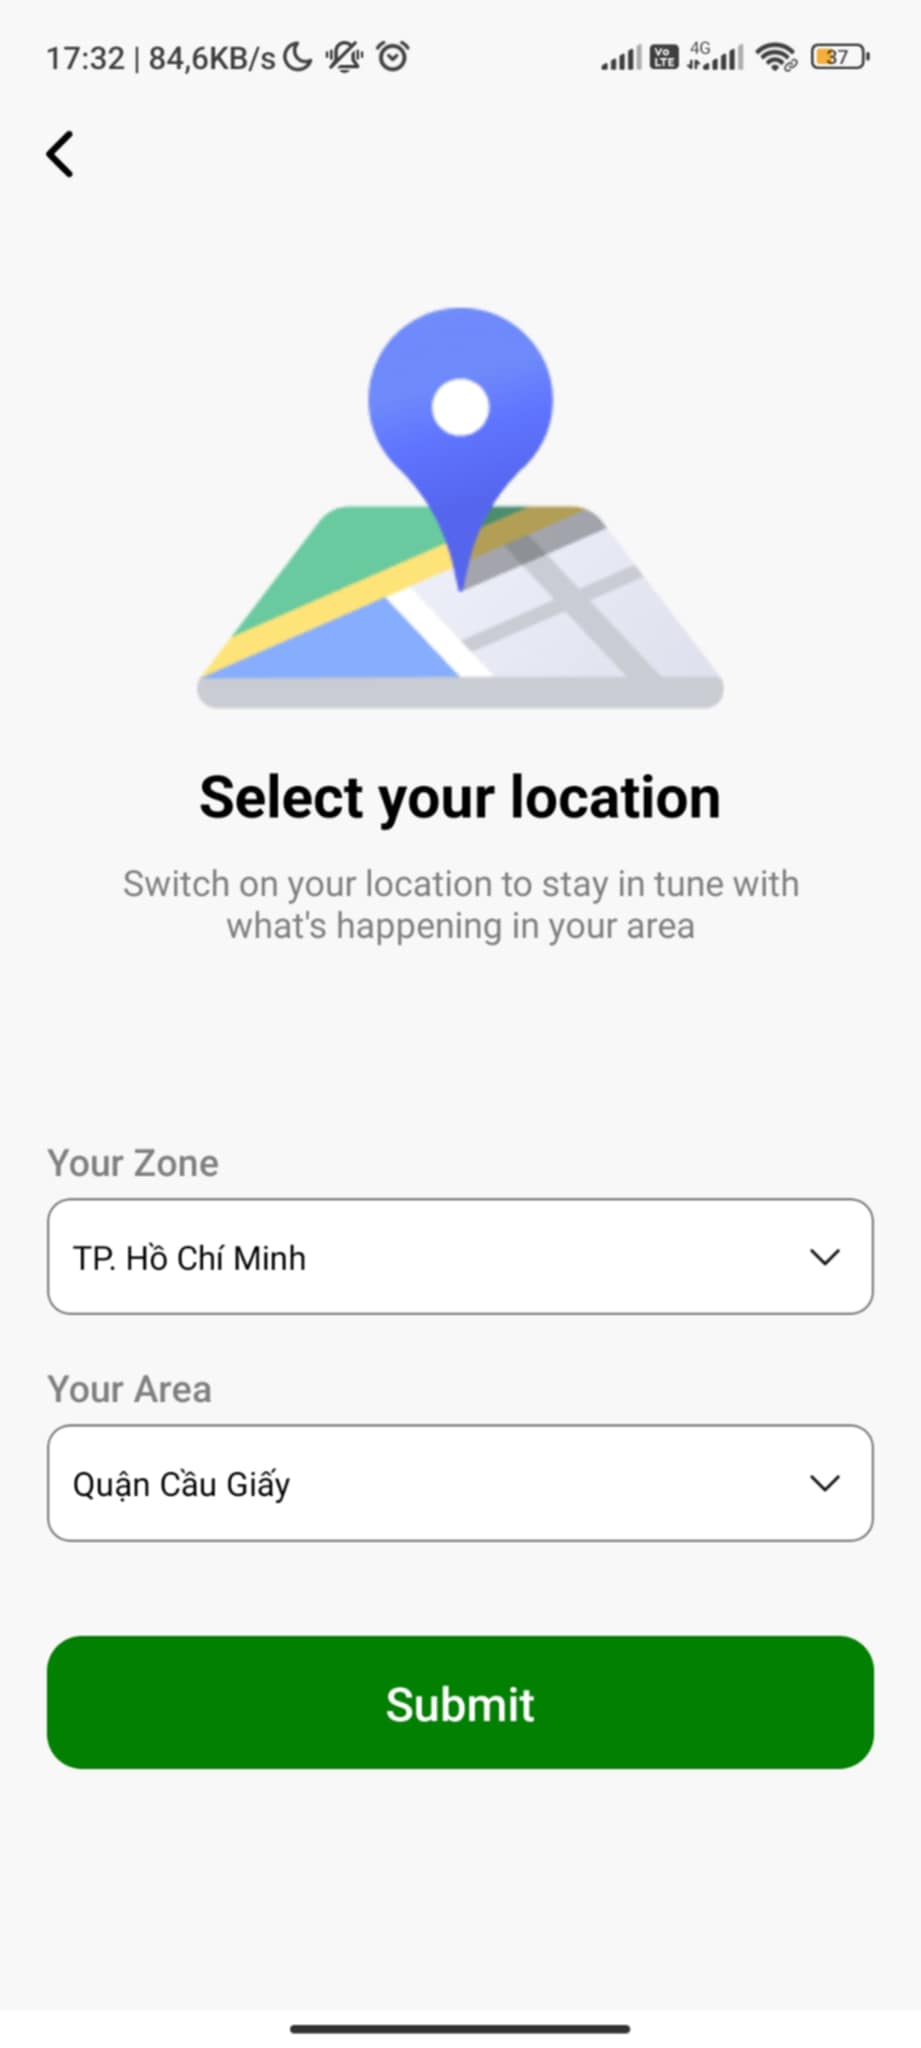 17:32 | 84,6KB/s
Vo LTE
4G
37
Select your location
Switch on your location to stay in tune with
what's happening in your area
Your Zone
TP. Hồ Chí Minh
Your Area
Quận Cầu Giấy
Submit